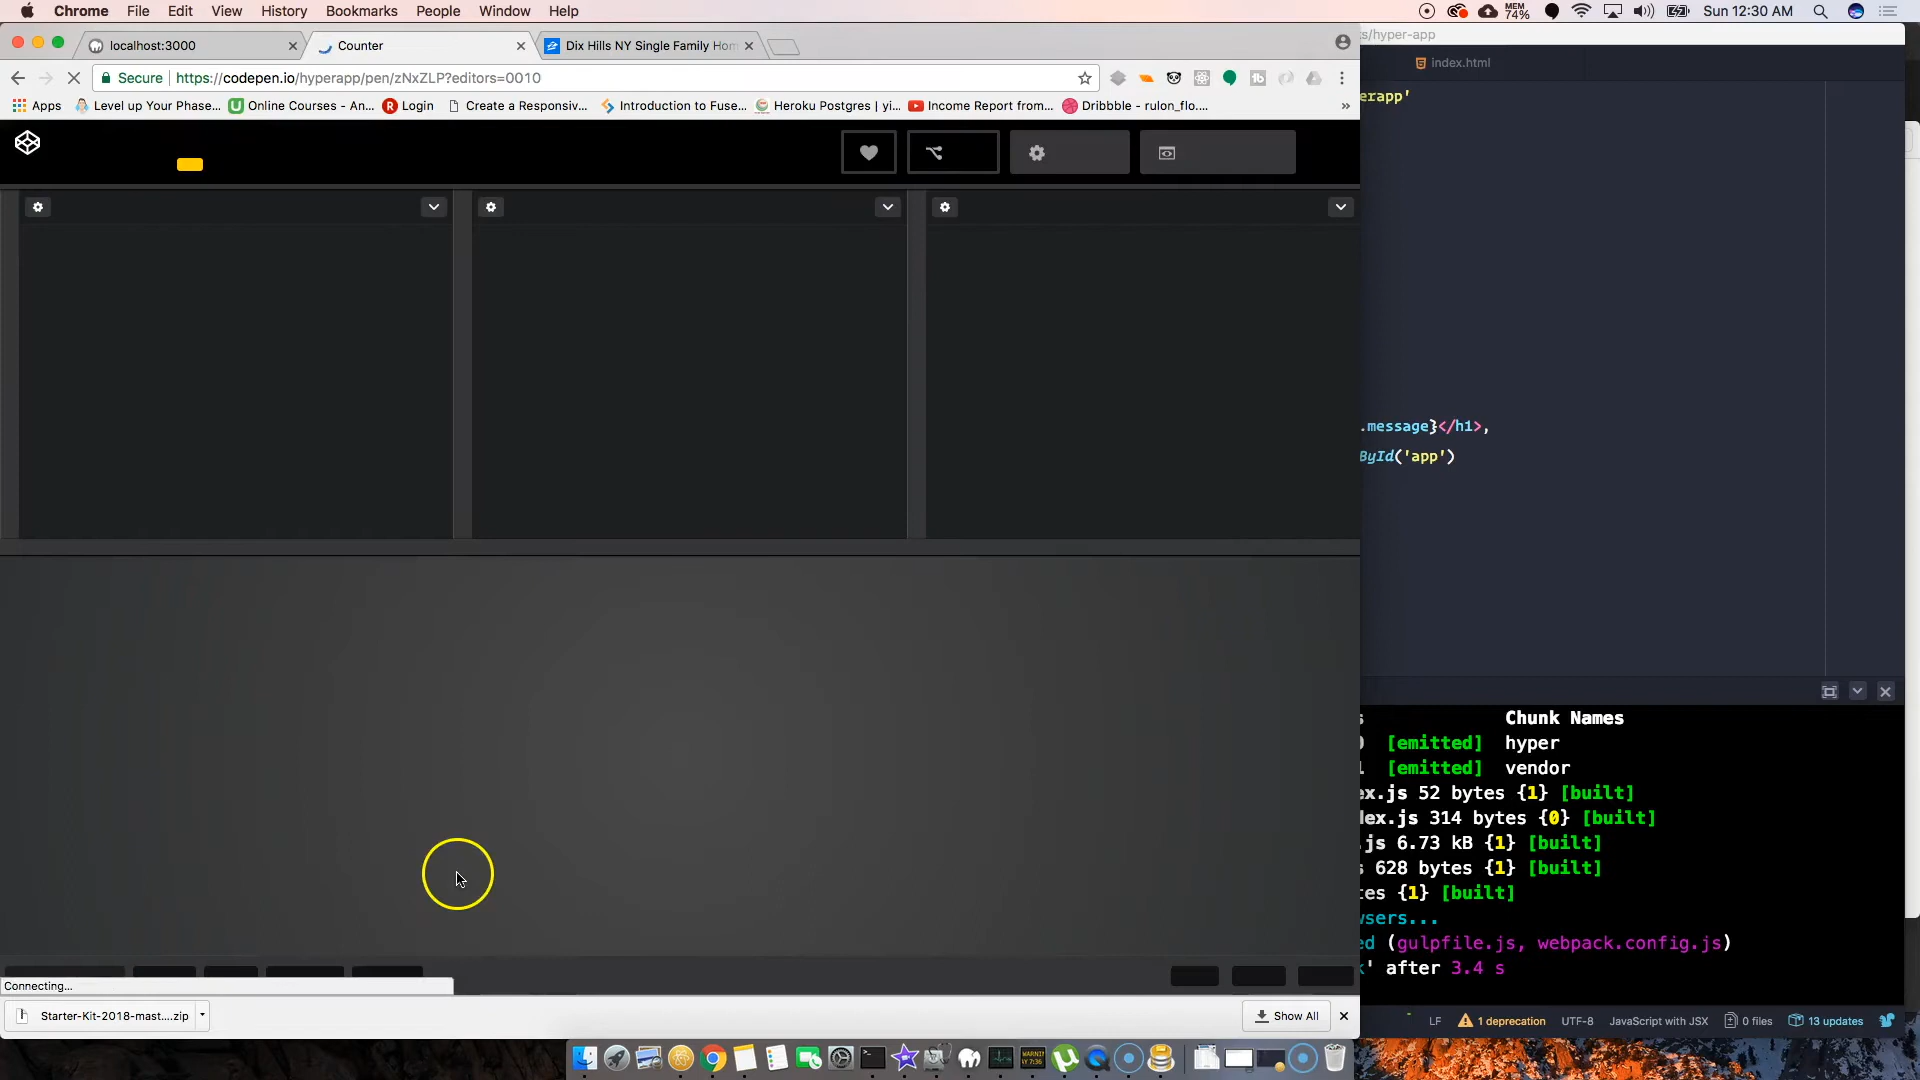 Chrome File Edit View History Bookmarks People Window Help
MEM 74% Sun 12:30 AM
localhost:3000
Counter
Dix Hills NY Single Family Hom
Secure https://codepen.io/hyperapp/pen/zNxZLP?editors=0010
Apps Level up Your Phase... Online Courses - An... Login Create a Responsiv... Introduction to Fuse... Heroku Postgres | yi... Income Report from... Dribbble - rulon_flo.... »
ks/hyper-app
index.html
erapp'
.message}</h1>,
ById('app')
Chunk Names
[emitted] hyper
[emitted] vendor
ex.js 52 bytes {1} [built]
dex.js 314 bytes {0} [built]
.js 6.73 kB {1} [built]
s 628 bytes {1} [built]
tes {1} [built]
wsers...
ed (gulpfile.js, webpack.config.js)
k' after 3.4 s
Connecting...
Starter-Kit-2018-mast....zip
Show All
LF 1 deprecation UTF-8 JavaScript with JSX 0 files 13 updates